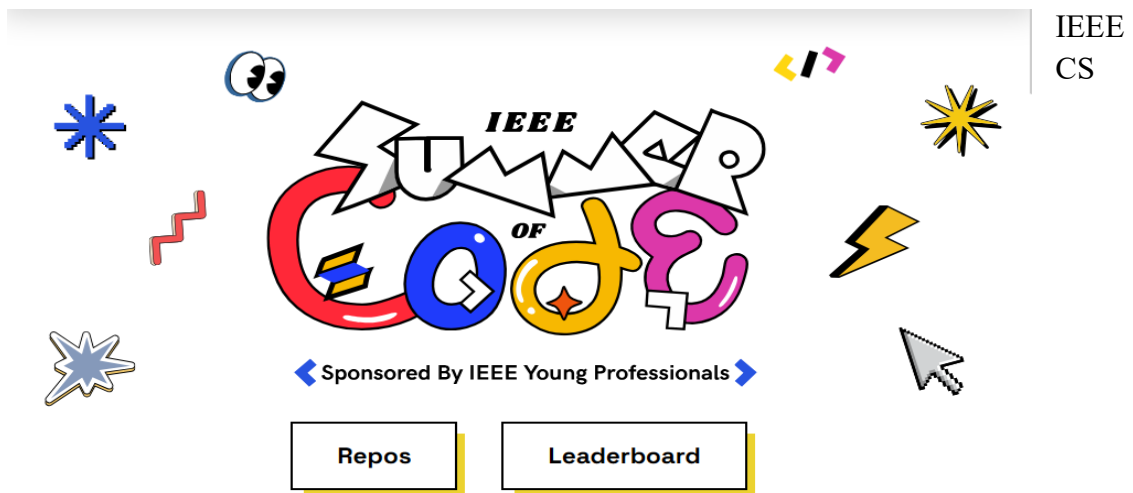 IEEE
CS
IEEE
SUMMER
OF
CodE
Sponsored By IEEE Young Professionals
Repos
Leaderboard